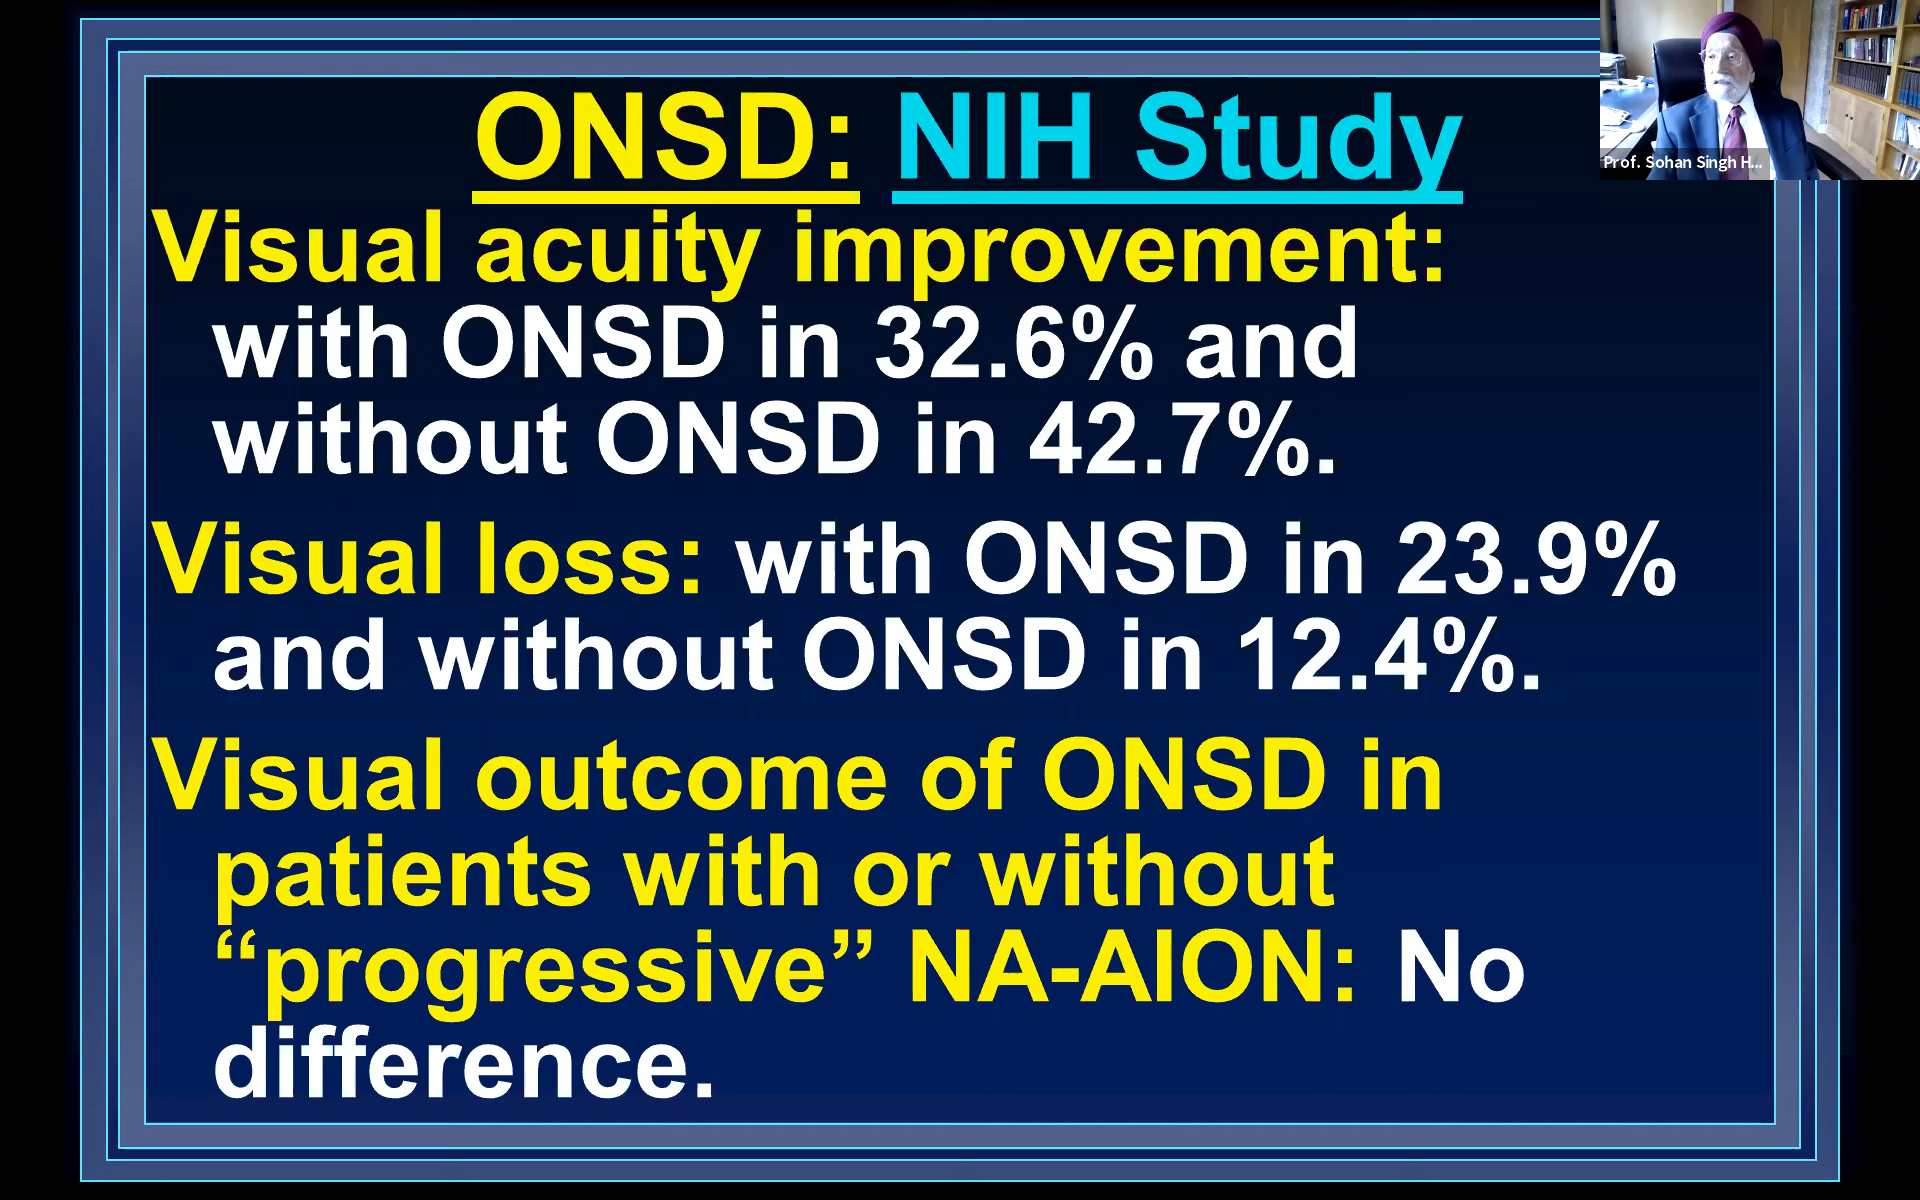 ONSD: NIH Study
Prof. Sohan Singh H...
Visual acuity improvement:
with ONSD in 32.6% and
without ONSD in 42.7%.
Visual loss: with ONSD in 23.9%
and without ONSD in 12.4%.
Visual outcome of ONSD in
patients with or without
“progressive” NA-AION: No
difference.